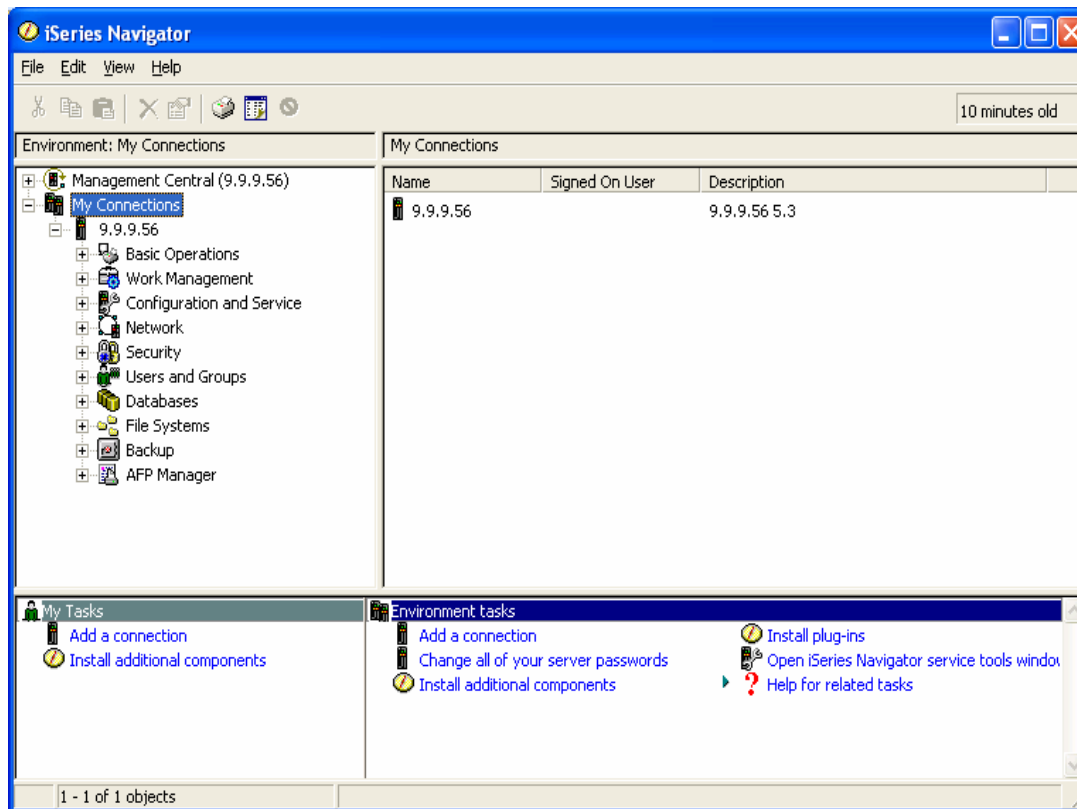 iSeries Navigator
File Edit View Help
10 minutes old
Environment: My Connections
My Connections
Management Central (9.9.9.56)
My Connections
9.9.9.56
Basic Operations
Work Management
Configuration and Service
Network
Security
Users and Groups
Databases
File Systems
Backup
AFP Manager
Name Signed On User Description
9.9.9.56 9.9.9.56 5.3
My Tasks
Add a connection
Install additional components
Environment tasks
Add a connection
Change all of your server passwords
Install additional components
Install plug-ins
Open iSeries Navigator service tools windo
Help for related tasks
1 - 1 of 1 objects